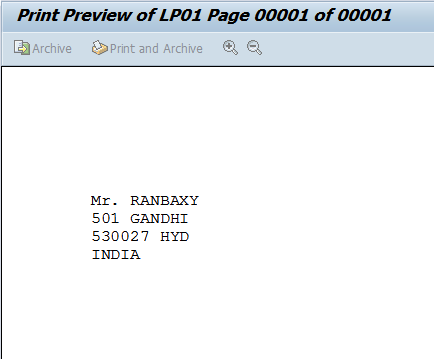 Print Preview of LP01 Page 00001 of 00001
Archive Print and Archive
Mr. RANBAXY
501 GANDHI
530027 HYD
INDIA